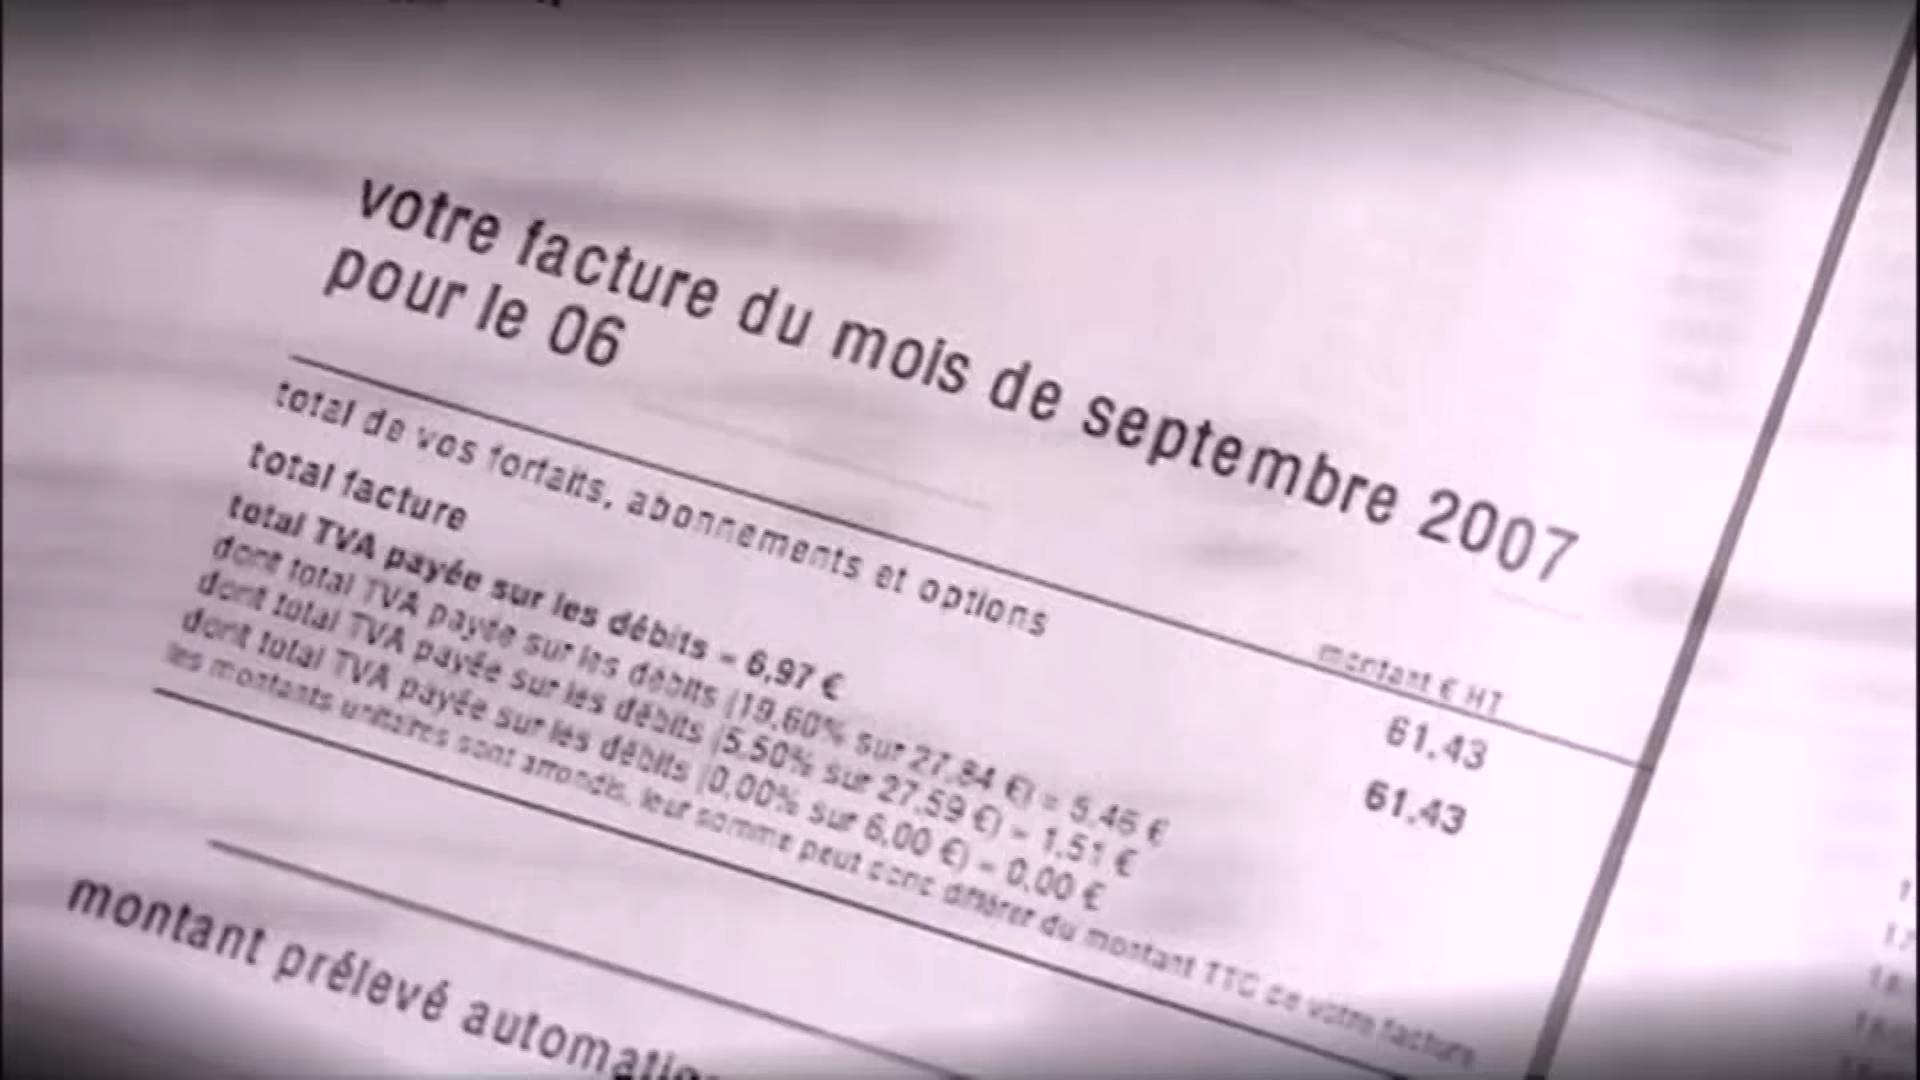 votre facture du mois de septembre 2007
pour le 06
montant € HT
total de vos forfaits, abonnements et options 61.43
total facture 61.43
total TVA payée sur les débits = 6,97 €
dont total TVA payée sur les débits (19.60% sur 27.84 €) = 5.46 €
dont total TVA payée sur les débits (5.50% sur 27.59 €) = 1.51 €
dont total TVA payée sur les débits (0.00% sur 6.00 €) = 0.00 €
les montants unitaires sont arrondis, leur somme peut donc différer du montant TTC de votre facture
montant prélevé